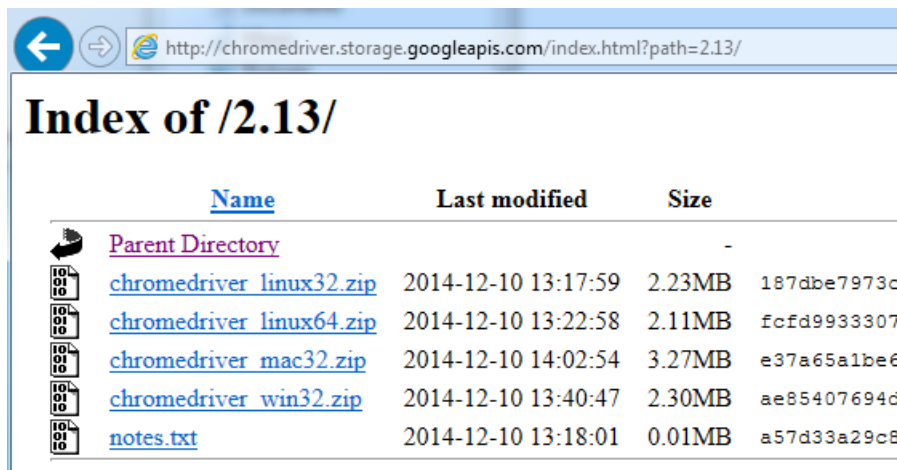 http://chromedriver.storage.googleapis.com/index.html?path=2.13/
Index of /2.13/
Name Last modified Size
Parent Directory -
chromedriver_linux32.zip 2014-12-10 13:17:59 2.23MB 187dbe7973c
chromedriver_linux64.zip 2014-12-10 13:22:58 2.11MB fcfd9933307
chromedriver_mac32.zip 2014-12-10 14:02:54 3.27MB e37a65a1be6
chromedriver_win32.zip 2014-12-10 13:40:47 2.30MB ae85407694d
notes.txt 2014-12-10 13:18:01 0.01MB a57d33a29c8